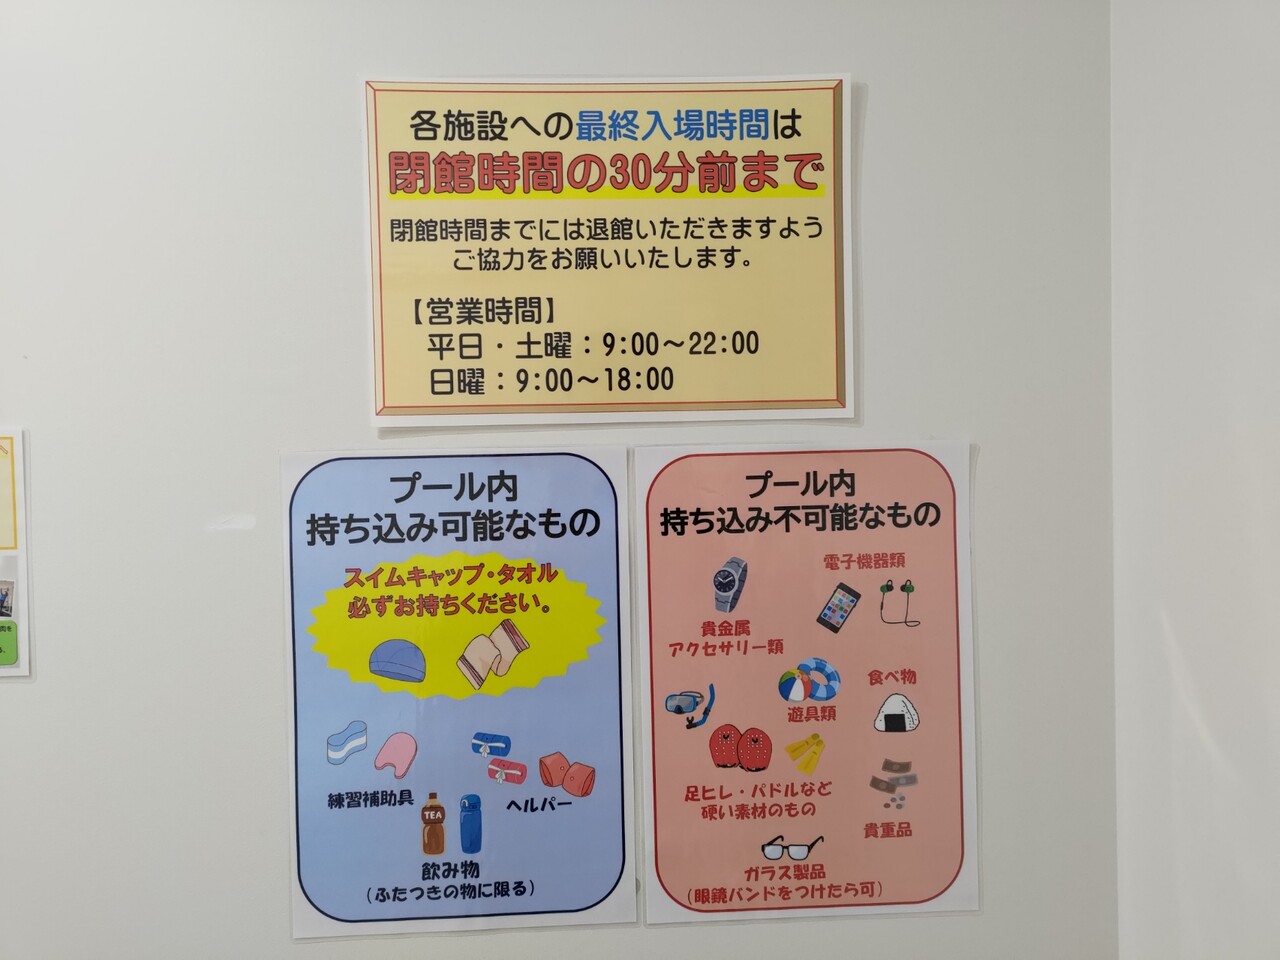 各施設への最終入場時間は
閉館時間の30分前まで
閉館時間までには退館いただきますよう
ご協力をお願いいたします。
【営業時間】
平日・土曜：9:00～22:00
日曜：9:00～18:00
プール内
持ち込み可能なもの
スイムキャップ・タオル
必ずお持ちください。
練習補助具
ヘルパー
TEA
飲み物
（ふたつきの物に限る）
プール内
持ち込み不可能なもの
電子機器類
貴金属
アクセサリー類
遊具類
食べ物
足ヒレ・パドルなど
硬い素材のもの
貴重品
ガラス製品
（眼鏡バンドをつけたら可）